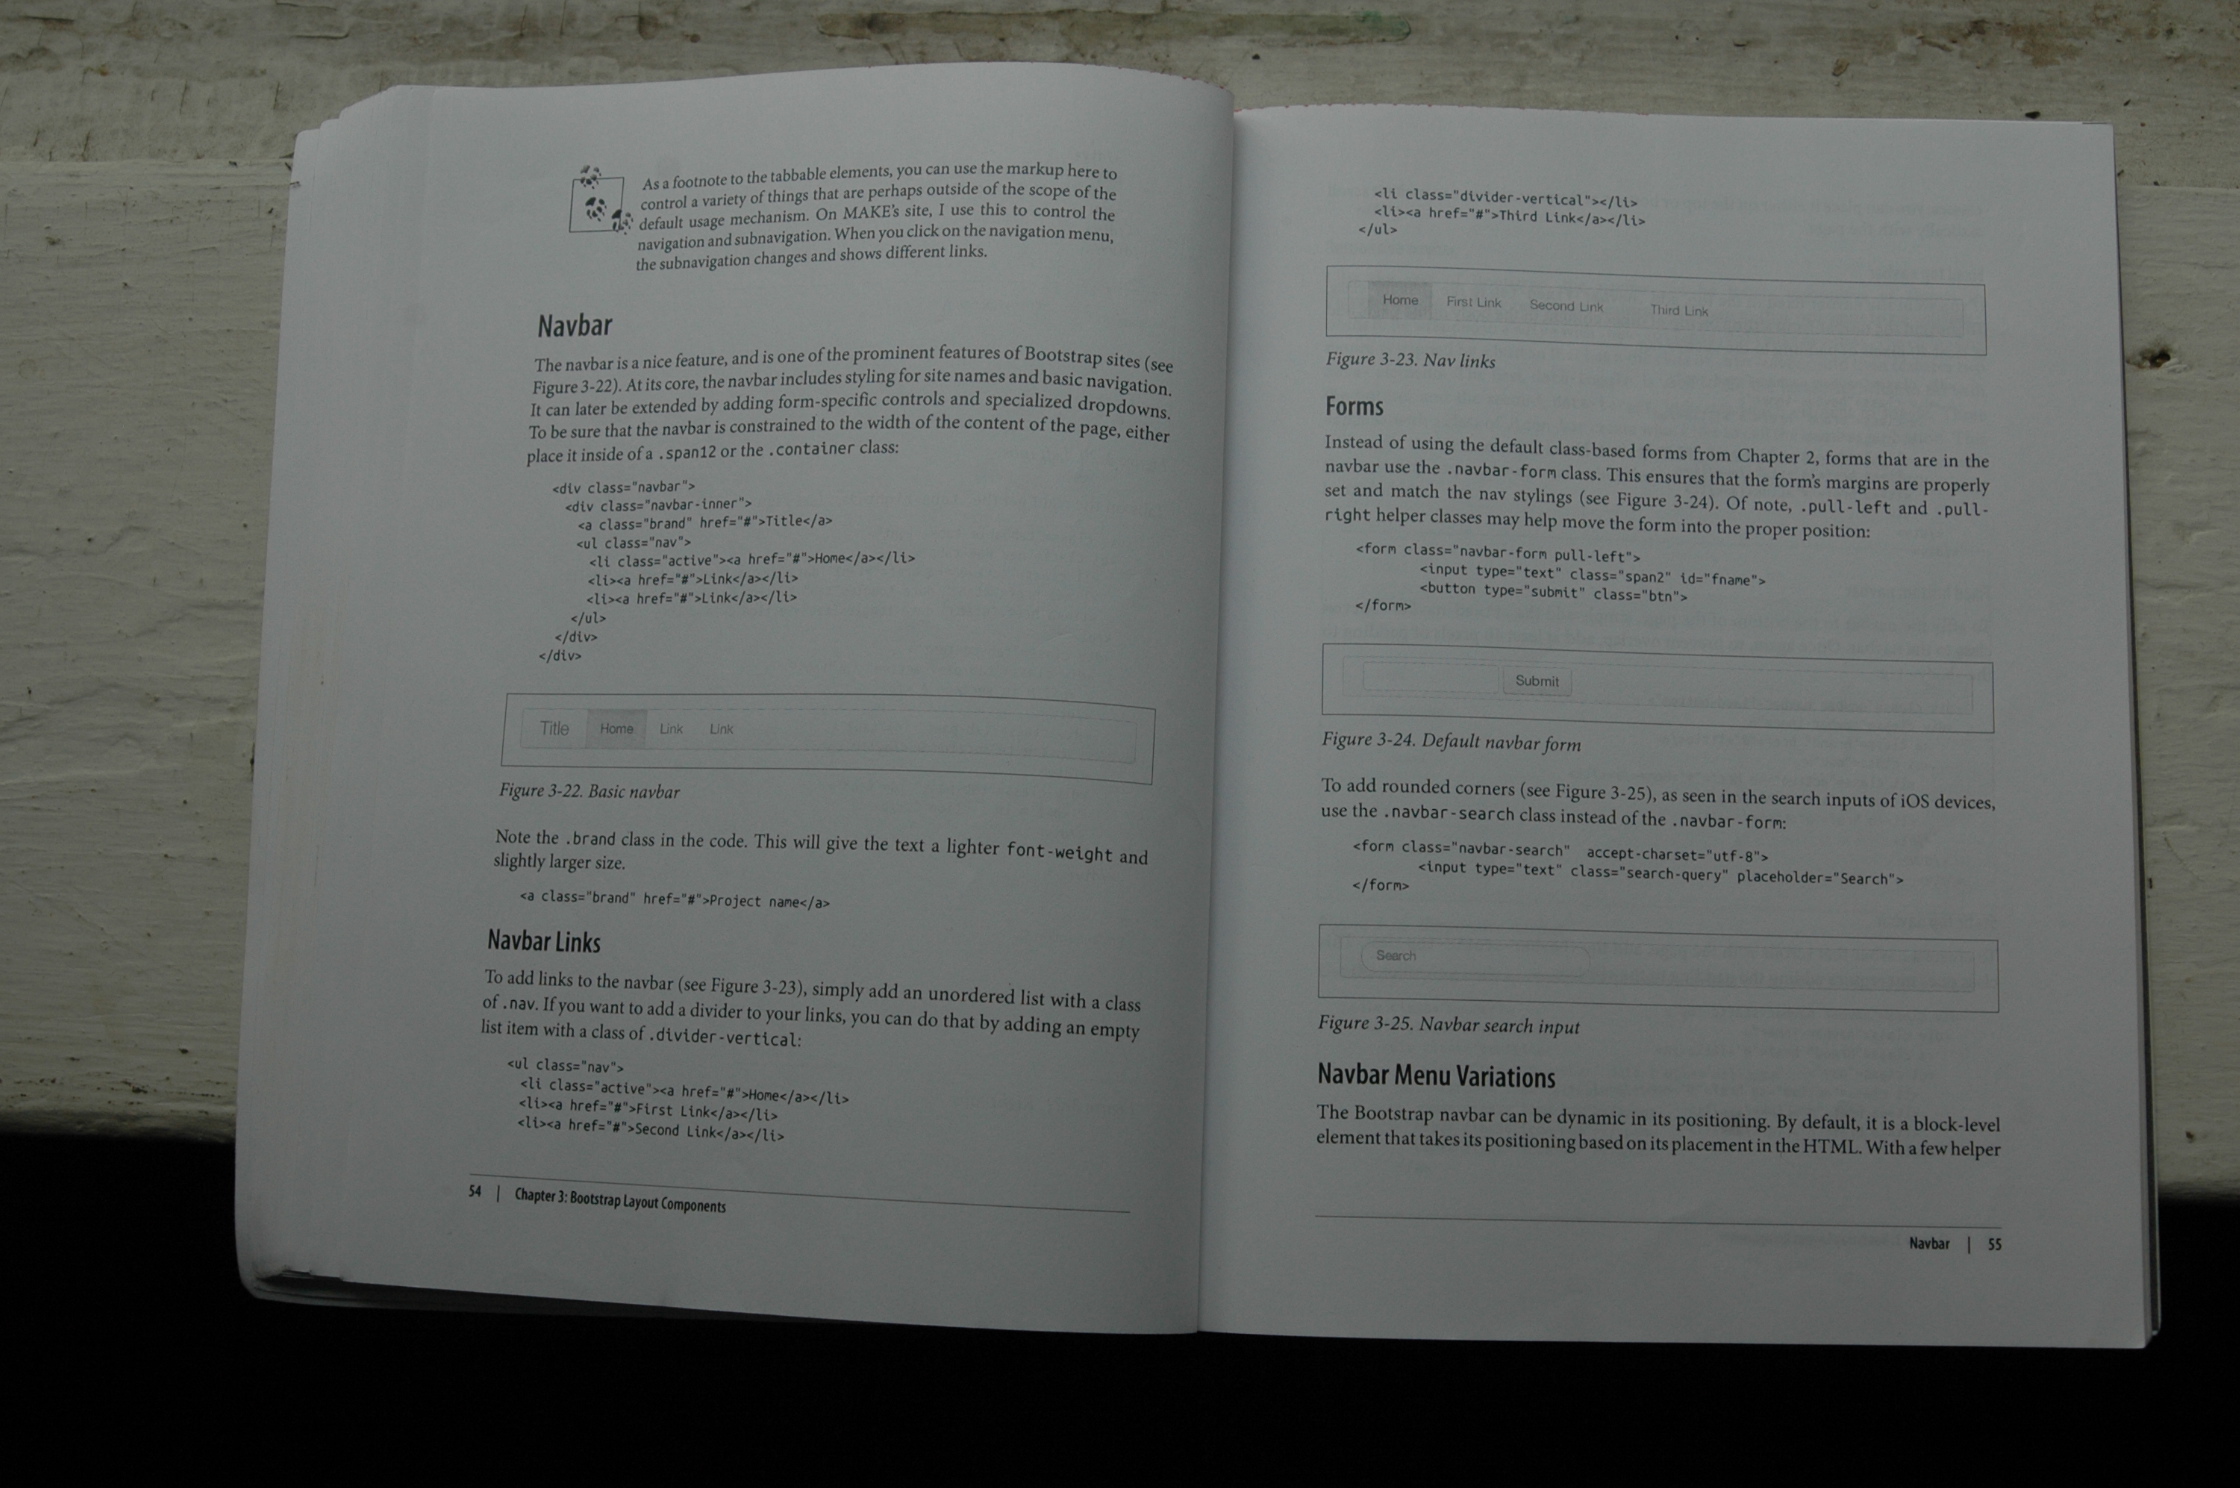 As a footnote to the tabbable elements, you can use the markup here to
control a variety of things that are perhaps outside of the scope of the
default usage mechanism. On MAKE's site, I use this to control the
navigation and subnavigation. When you click on the navigation menu,
the subnavigation changes and shows different links.
Navbar
The navbar is a nice feature, and is one of the prominent features of Bootstrap sites (see
Figure 3-22). At its core, the navbar includes styling for site names and basic navigation.
It can later be extended by adding form-specific controls and specialized dropdowns.
To be sure that the navbar is constrained to the width of the content of the page, either
place it inside of a .span12 or the .container class:
<div class="navbar">
<div class="navbar-inner">
<a class="brand" href="#">Title</a>
<ul class="nav">
<li class="active"><a href="#">Home</a></li>
<li><a href="#">Link</a></li>
<li><a href="#">Link</a></li>
</ul>
</div>
</div>
Title Home Link Link
Figure 3-22. Basic navbar
Note the .brand class in the code. This will give the text a lighter font-weight and
slightly larger size.
<a class="brand" href="#">Project name</a>
Navbar Links
To add links to the navbar (see Figure 3-23), simply add an unordered list with a class
of .nav. If you want to add a divider to your links, you can do that by adding an empty
list item with a class of .divider-vertical:
<ul class="nav">
<li class="active"><a href="#">Home</a></li>
<li><a href="#">First Link</a></li>
<li><a href="#">Second Link</a></li>
54 | Chapter 3: Bootstrap Layout Components
<li class="divider-vertical"></li>
<li><a href="#">Third Link</a></li>
</ul>
Home First Link Second Link Third Link
Figure 3-23. Nav links
Forms
Instead of using the default class-based forms from Chapter 2, forms that are in the
navbar use the .navbar-form class. This ensures that the form's margins are properly
set and match the nav stylings (see Figure 3-24). Of note, .pull-left and .pull-
right helper classes may help move the form into the proper position:
<form class="navbar-form pull-left">
<input type="text" class="span2" id="fname">
<button type="submit" class="btn">
</form>
Submit
Figure 3-24. Default navbar form
To add rounded corners (see Figure 3-25), as seen in the search inputs of iOS devices,
use the .navbar-search class instead of the .navbar-form:
<form class="navbar-search" accept-charset="utf-8">
<input type="text" class="search-query" placeholder="Search">
</form>
Search
Figure 3-25. Navbar search input
Navbar Menu Variations
The Bootstrap navbar can be dynamic in its positioning. By default, it is a block-level
element that takes its positioning based on its placement in the HTML. With a few helper
Navbar | 55